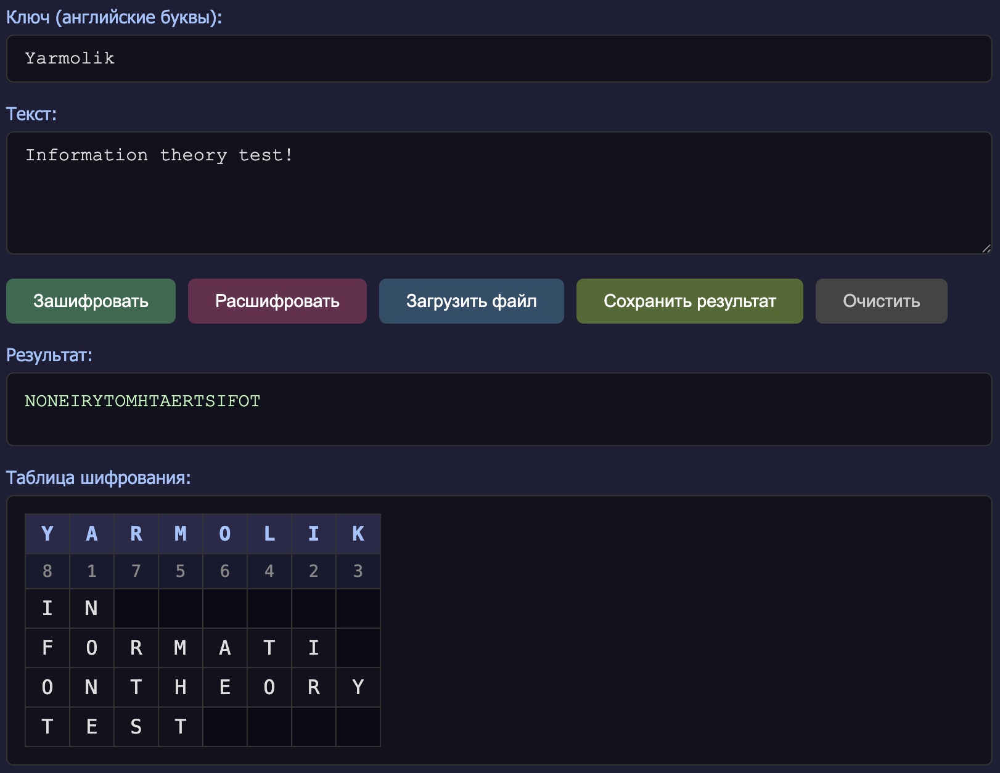 Ключ (английские буквы):
Yarmolik
Текст:
Information theory test!
Зашифровать Расшифровать Загрузить файл Сохранить результат Очистить
Результат:
NONEIRYTOMHTAERTSIFOT
Таблица шифрования:
Y A R M O L I K
8 1 7 5 6 4 2 3
I N
F O R M A T I
O N T H E O R Y
T E S T